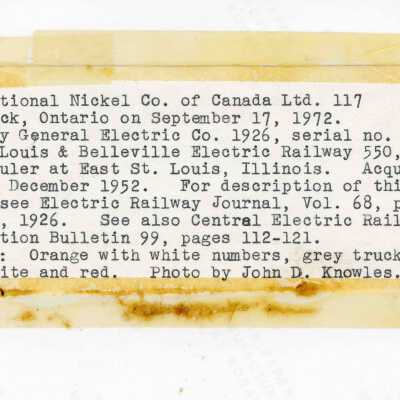 tional Nickel Co. of Canada Ltd. 117
ck, Ontario on September 17, 1972.
y General Electric Co. 1926, serial no.
Louis & Belleville Electric Railway 550,
uler at East St. Louis, Illinois. Acqu
December 1952. For description of thi
see Electric Railway Journal, Vol. 68, p
, 1926. See also Central Electric Rail
tion Bulletin 99, pages 112-121.
: Orange with white numbers, grey truck
ite and red. Photo by John D. Knowles.